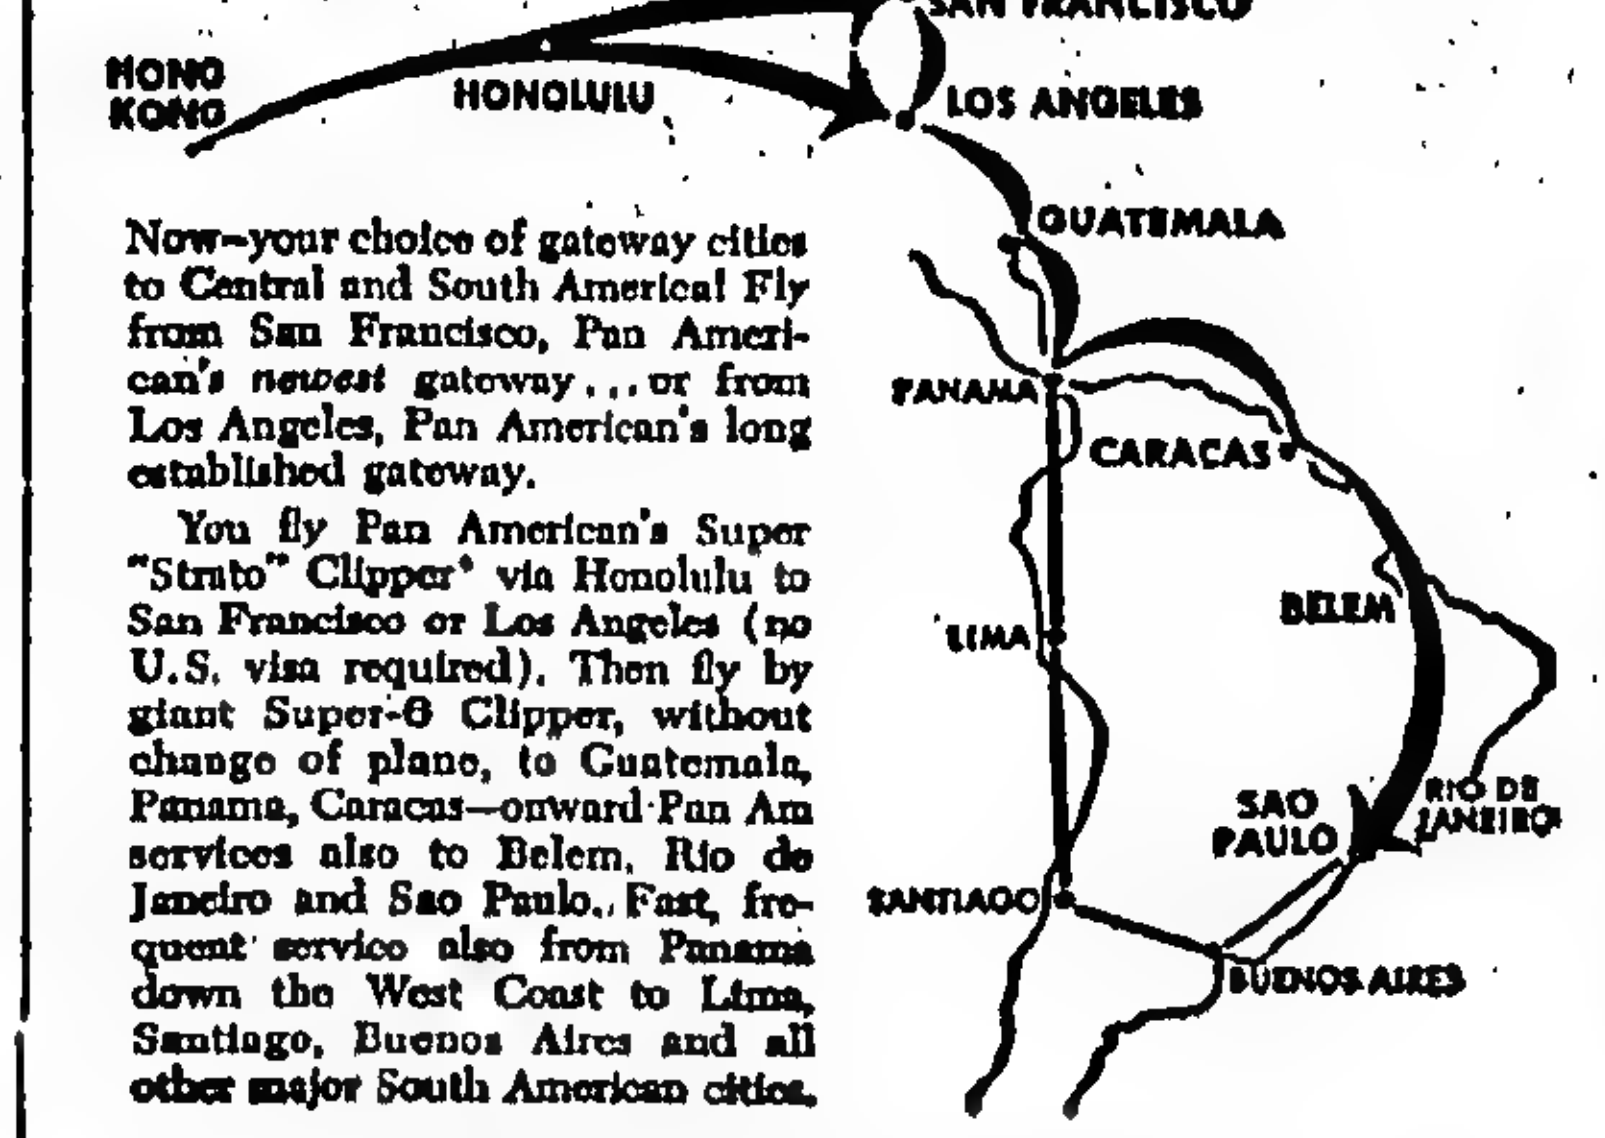 SAN FRANCISCO
HONG
KONG
HONOLULU
LOS ANGELES
GUATEMALA
PANAMA
CARACAS
BELEM
LIMA
SAO
PAULO
RIO DE
JANEIRO
SANTIAGO
BUENOS AIRES
Now—your choice of gateway cities
to Central and South America! Fly
from San Francisco, Pan Ameri-
can's newest gateway...or from
Los Angeles, Pan American's long
established gateway.
You fly Pan American's Super
"Strato" Clipper* via Honolulu to
San Francisco or Los Angeles (no
U.S. visa required). Then fly by
giant Super-6 Clipper, without
change of plane, to Guatemala,
Panama, Caracas—onward Pan Am
services also to Belem, Rio de
Janeiro and Sao Paulo. Fast, fre-
quent service also from Panama
down the West Coast to Lima,
Santiago, Buenos Aires and all
other major South American cities.